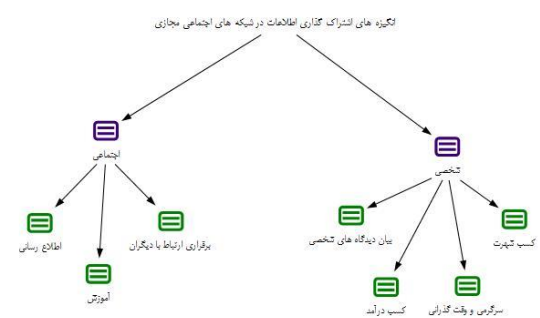 انگیزه های اشتراک گذاری اطلاعات در شبکه های اجتماعی مجازی
شخصی
اجتماعی
کسب شهرت
سرگرمی و وقت گذرانی
کسب درآمد
بیان دیدگاه های شخصی
برقراری ارتباط با دیگران
آموزش
اطلاع رسانی